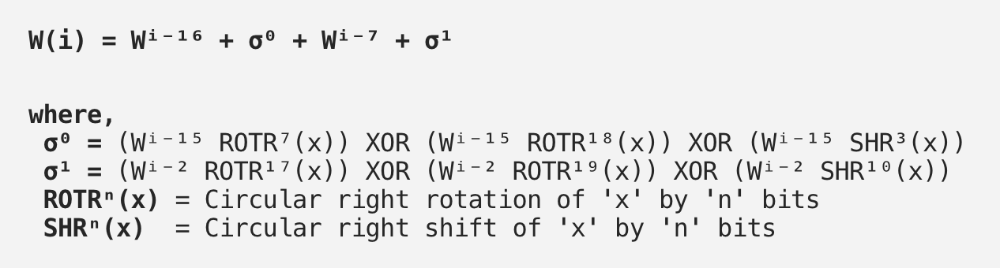 W(i) = Wⁱ⁻¹⁶ + σ⁰ + Wⁱ⁻⁷ + σ¹
where,
σ⁰ = (Wⁱ⁻¹⁵ ROTR⁷(x)) XOR (Wⁱ⁻¹⁵ ROTR¹⁸(x)) XOR (Wⁱ⁻¹⁵ SHR³(x))
σ¹ = (Wⁱ⁻² ROTR¹⁷(x)) XOR (Wⁱ⁻² ROTR¹⁹(x)) XOR (Wⁱ⁻² SHR¹⁰(x))
ROTRⁿ(x) = Circular right rotation of 'x' by 'n' bits
SHRⁿ(x) = Circular right shift of 'x' by 'n' bits